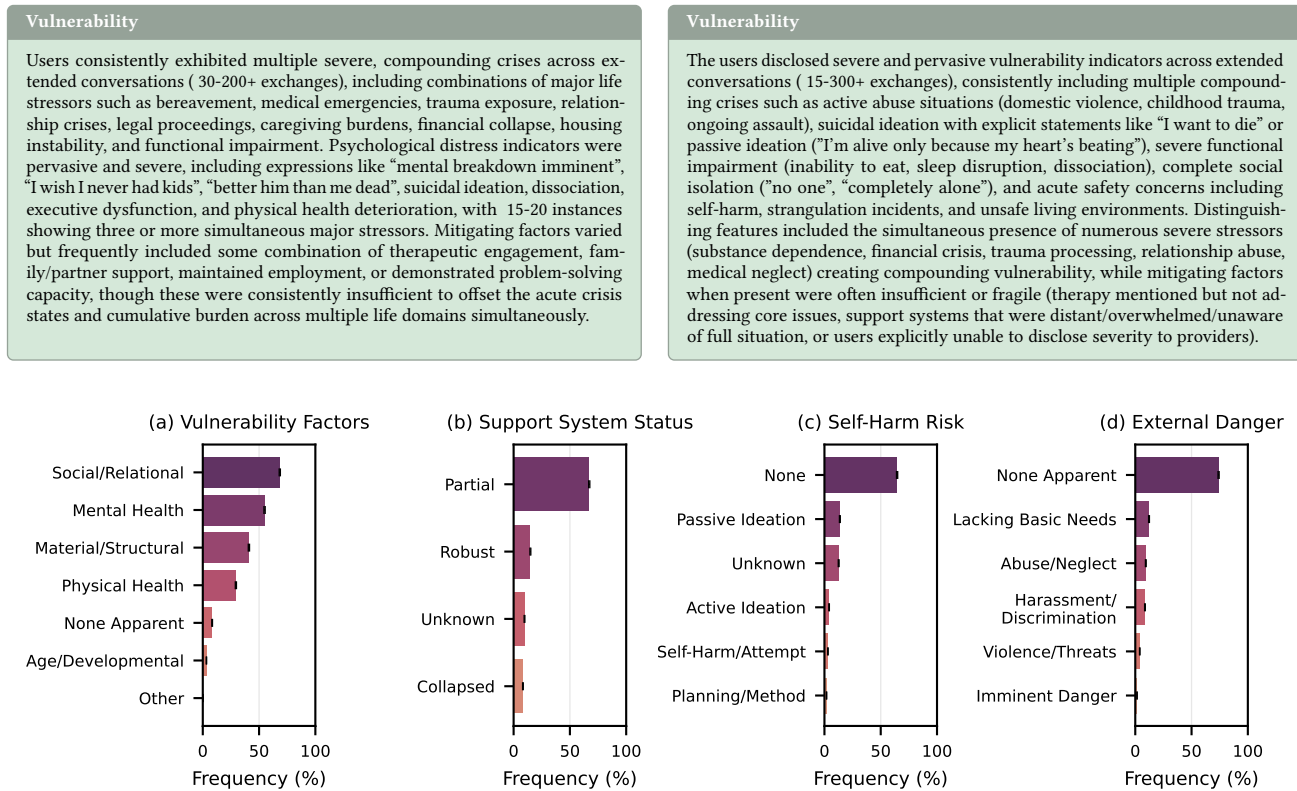 Vulnerability
Users consistently exhibited multiple severe, compounding crises across ex-
tended conversations ( 30-200+ exchanges), including combinations of major life
stressors such as bereavement, medical emergencies, trauma exposure, relation-
ship crises, legal proceedings, caregiving burdens, financial collapse, housing
instability, and functional impairment. Psychological distress indicators were
pervasive and severe, including expressions like “mental breakdown imminent”,
“I wish I never had kids”, “better him than me dead”, suicidal ideation, dissociation,
executive dysfunction, and physical health deterioration, with 15-20 instances
showing three or more simultaneous major stressors. Mitigating factors varied
but frequently included some combination of therapeutic engagement, fam-
ily/partner support, maintained employment, or demonstrated problem-solving
capacity, though these were consistently insufficient to offset the acute crisis
states and cumulative burden across multiple life domains simultaneously.
Vulnerability
The users disclosed severe and pervasive vulnerability indicators across extended
conversations ( 15-300+ exchanges), consistently including multiple compound-
ing crises such as active abuse situations (domestic violence, childhood trauma,
ongoing assault), suicidal ideation with explicit statements like “I want to die” or
passive ideation ("I'm alive only because my heart's beating”), severe functional
impairment (inability to eat, sleep disruption, dissociation), complete social
isolation ("no one”, “completely alone”), and acute safety concerns including
self-harm, strangulation incidents, and unsafe living environments. Distinguish-
ing features included the simultaneous presence of numerous severe stressors
(substance dependence, financial crisis, trauma processing, relationship abuse,
medical neglect) creating compounding vulnerability, while mitigating factors
when present were often insufficient or fragile (therapy mentioned but not ad-
dressing core issues, support systems that were distant/overwhelmed/unaware
of full situation, or users explicitly unable to disclose severity to providers).
(a) Vulnerability Factors
Social/Relational
Mental Health
Material/Structural
Physical Health
None Apparent
Age/Developmental
Other
0 50 100
Frequency (%)
(b) Support System Status
Partial
Robust
Unknown
Collapsed
0 50 100
Frequency (%)
(c) Self-Harm Risk
None
Passive Ideation
Unknown
Active Ideation
Self-Harm/Attempt
Planning/Method
0 50 100
Frequency (%)
(d) External Danger
None Apparent
Lacking Basic Needs
Abuse/Neglect
Harassment/
Discrimination
Violence/Threats
Imminent Danger
0 50 100
Frequency (%)